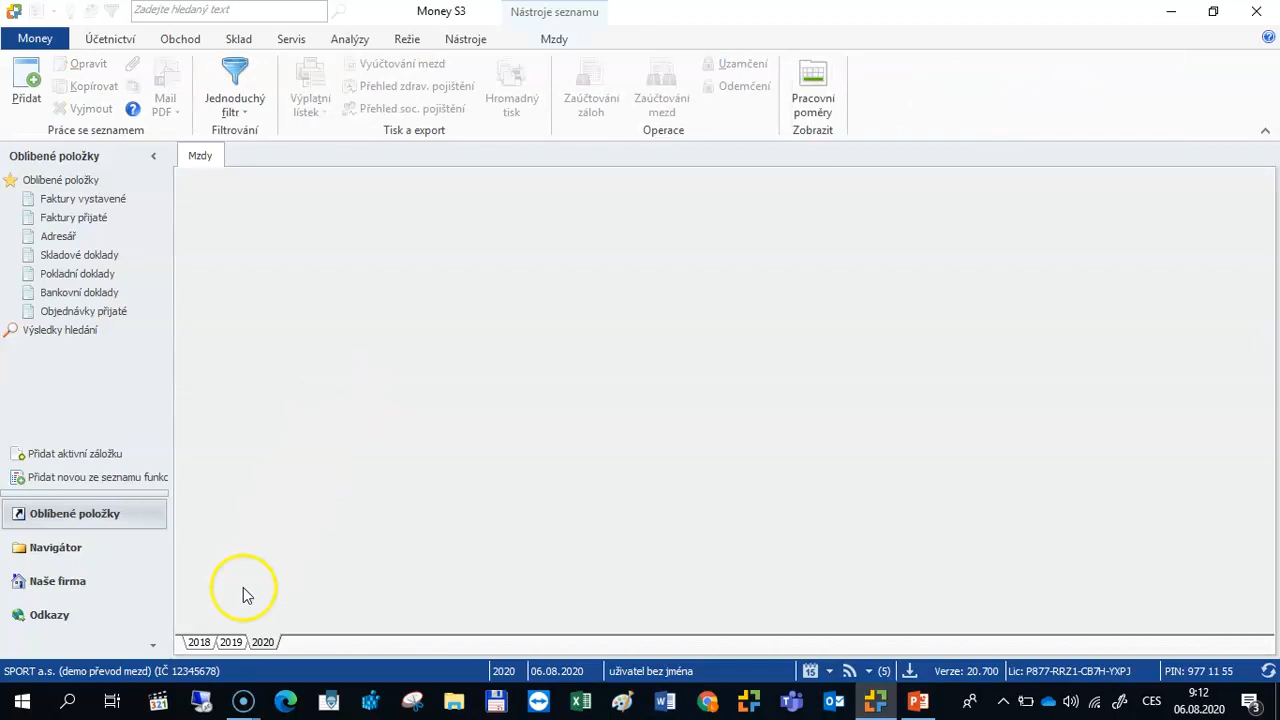 Zadejte hledaný text
Money S3
Nástroje seznamu
Money
Účetnictví
Obchod
Sklad
Servis
Analýzy
Režie
Nástroje
Mzdy
Přidat
Opravit
Kopírovat
Vyjmout
Mail
PDF
Práce se seznamem
Jednoduchý
filtr
Filtrování
Výplatní
lístek
Vyúčtování mezd
Přehled zdrav. pojištění
Přehled soc. pojištění
Hromadný
tisk
Tisk a export
Zaúčtování
záloh
Zaúčtování
mezd
Uzamčení
Odemčení
Operace
Pracovní
poměry
Zobrazit
Oblíbené položky
Mzdy
Oblíbené položky
Faktury vystavené
Faktury přijaté
Adresář
Skladové doklady
Pokladní doklady
Bankovní doklady
Objednávky přijaté
Výsledky hledání
Přidat aktivní záložku
Přidat novou ze seznamu funkc
Oblíbené položky
Navigátor
Naše firma
Odkazy
2018 2019 2020
SPORT a.s. (demo převod mezd) (IČ 12345678)
2020
06.08.2020
uživatel bez jména
15
(5)
Verze: 20.700
Lic: P877-RRZ1-CB7H-YXPJ
PIN: 977 11 55
321
CES
9:12
06.08.2020
3